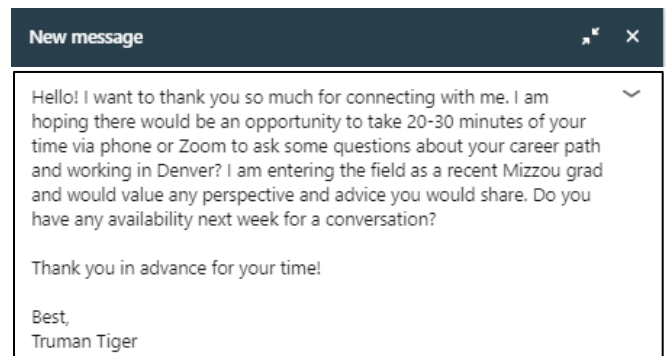 New message
Hello! I want to thank you so much for connecting with me. I am
hoping there would be an opportunity to take 20-30 minutes of your
time via phone or Zoom to ask some questions about your career path
and working in Denver? I am entering the field as a recent Mizzou grad
and would value any perspective and advice you would share. Do you
have any availability next week for a conversation?
Thank you in advance for your time!
Best,
Truman Tiger